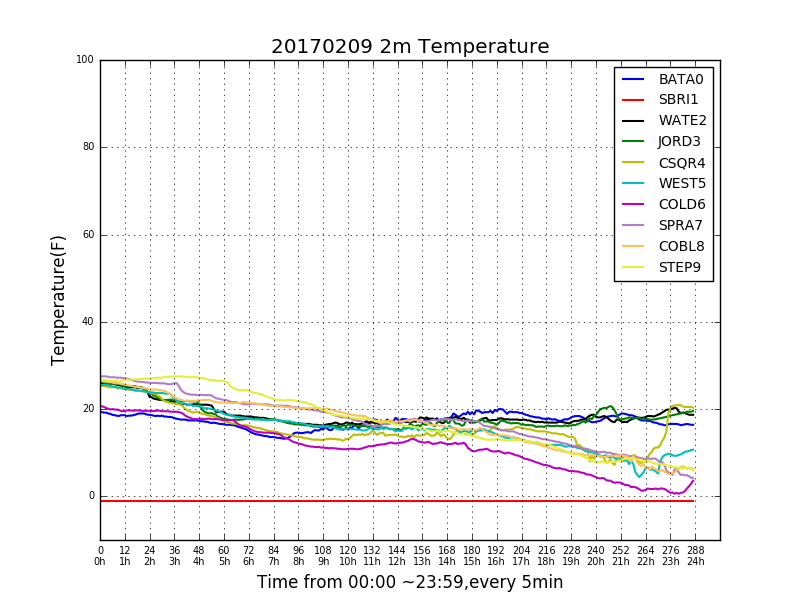 20170209 2m Temperature
100
80
60
40
20
0
Temperature(F)
BATA0
SBRI1
WATE2
JORD3
CSQR4
WEST5
COLD6
SPRA7
COBL8
STEP9
0 12 24 36 48 60 72 84 96 108 120 132 144 156 168 180 192 204 216 228 240 252 264 276 288
0h 1h 2h 3h 4h 5h 6h 7h 8h 9h 10h 11h 12h 13h 14h 15h 16h 17h 18h 19h 20h 21h 22h 23h 24h
Time from 00:00 ~23:59,every 5min